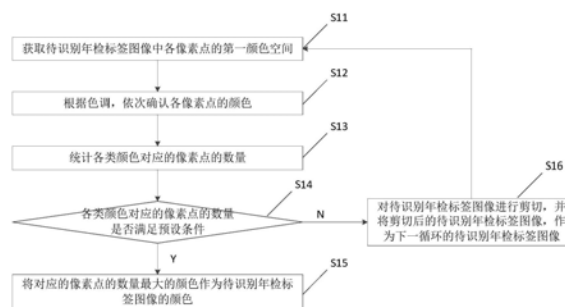 S11
获取待识别年检标签图像中各像素点的第一颜色空间
S12
根据色调，依次确认各像素点的颜色
S13
统计各类颜色对应的像素点的数量
S14
各类颜色对应的像素点的数量
是否满足预设条件
N
S16
对待识别年检标签图像进行剪切，并
将剪切后的待识别年检标签图像，作
为下一循环的待识别年检标签图像
Y
S15
将对应的像素点的数量最大的颜色作为待识别年检标
签图像的颜色